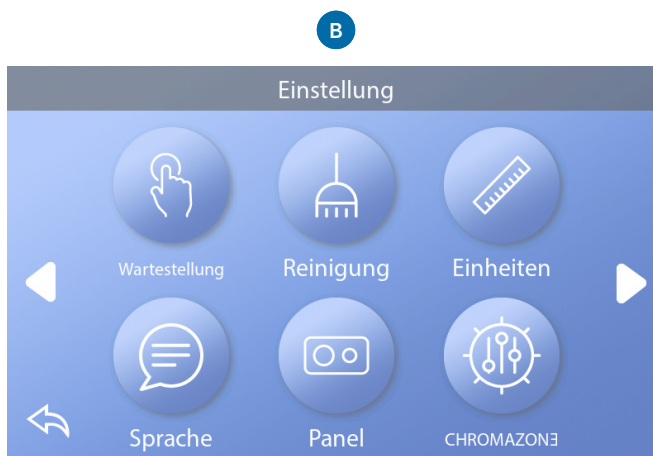 B
Einstellung
Wartestellung Reinigung Einheiten
Sprache Panel CHROMAZONƎ